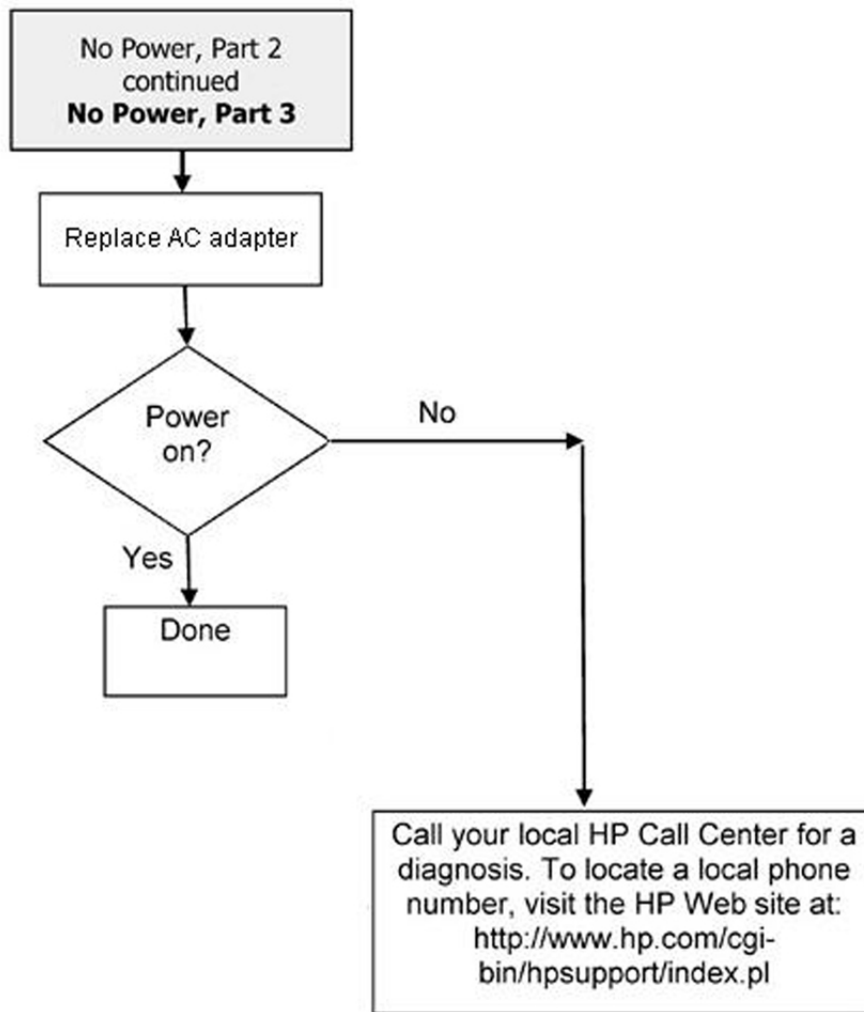 No Power, Part 2
continued
No Power, Part 3
Replace AC adapter
Power
on?
No
Yes
Done
Call your local HP Call Center for a
diagnosis. To locate a local phone
number, visit the HP Web site at:
http://www.hp.com/cgi-
bin/hpsupport/index.pl